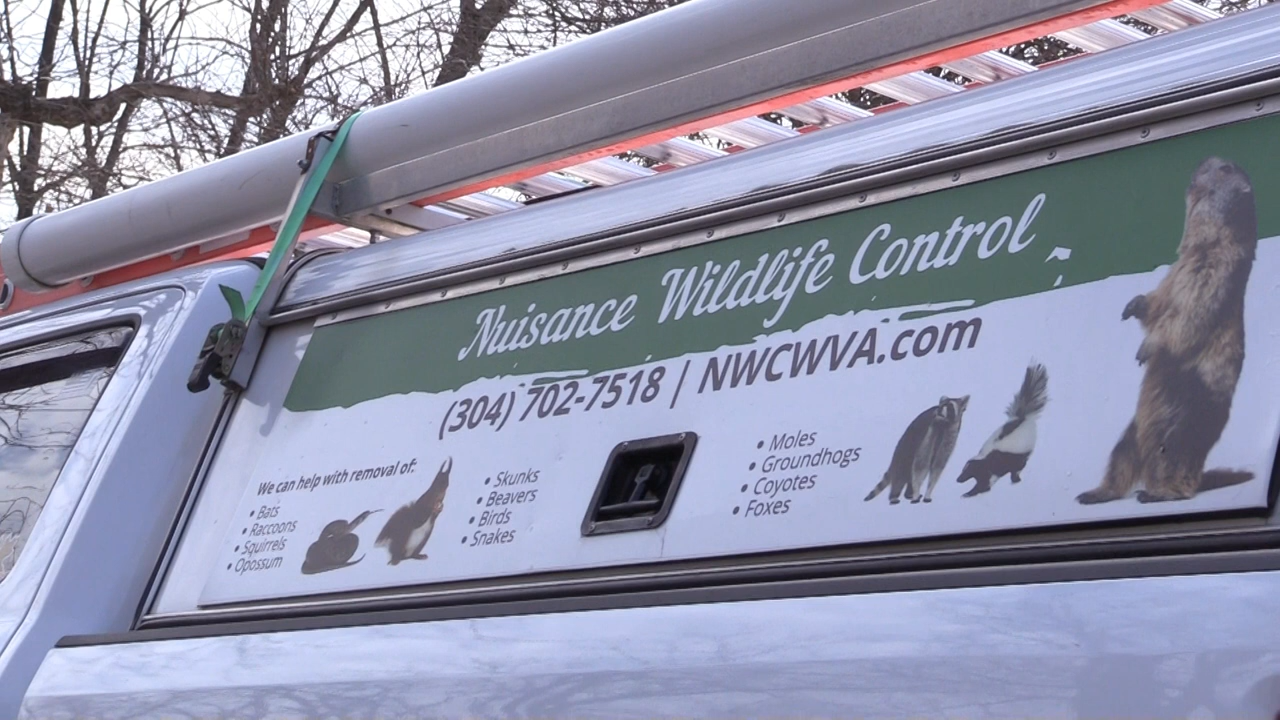 Nuisance Wildlife Control
(304) 702-7518 | NWCWVA.com
We can help with removal of:
• Bats
• Raccoons
• Squirrels
• Opossum
• Skunks
• Beavers
• Birds
• Snakes
• Moles
• Groundhogs
• Coyotes
• Foxes